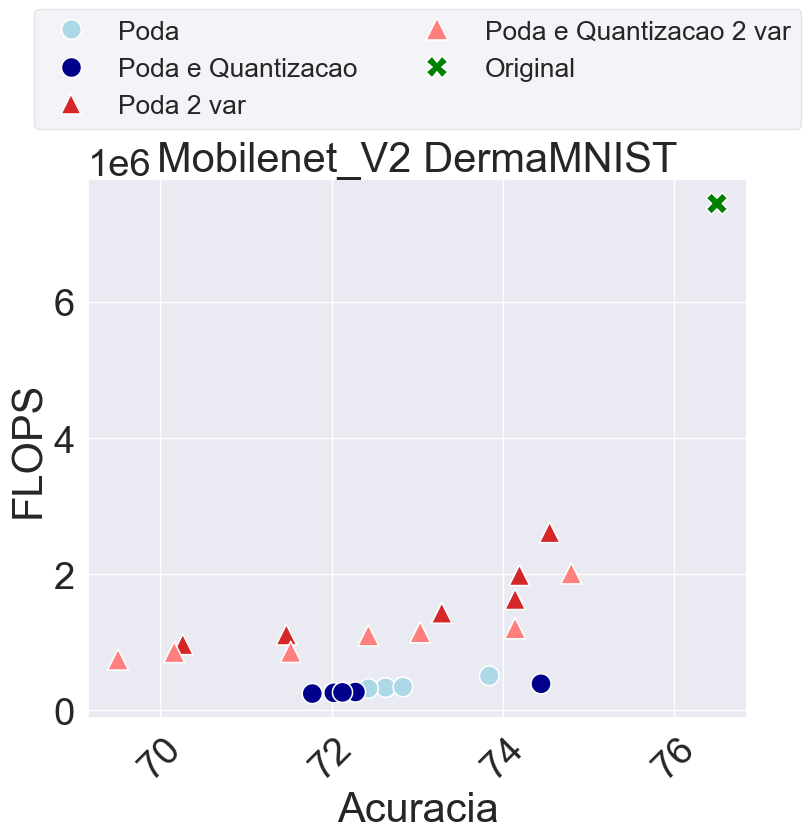 Poda
Poda e Quantizacao
Poda 2 var
Poda e Quantizacao 2 var
Original
1e6
Mobilenet_V2 DermaMNIST
FLOPS
6
4
2
0
70
72
74
76
Acuracia